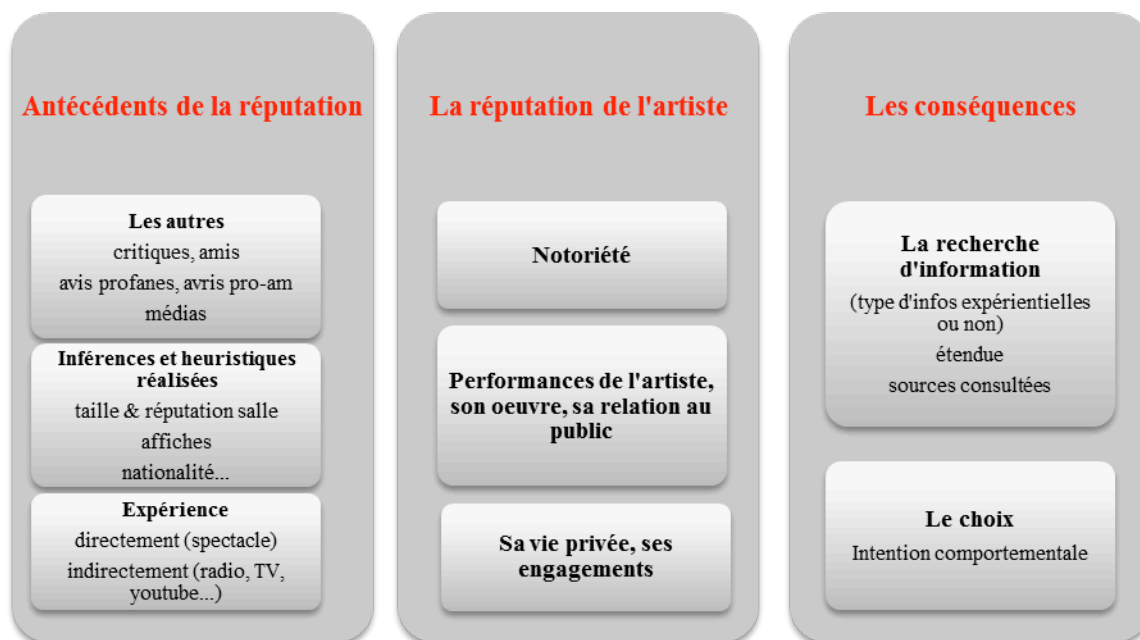 Antécédents de la réputation
Les autres
critiques, amis
avis profanes, avris pro-am
médias
Inférences et heuristiques
réalisées
taille & réputation salle
affiches
nationalité...
Expérience
directement (spectacle)
indirectement (radio, TV,
youtube...)
La réputation de l'artiste
Notoriété
Performances de l'artiste,
son oeuvre, sa relation au
public
Sa vie privée, ses
engagements
Les conséquences
La recherche
d'information
(type d'infos expérientielles
ou non)
étendue
sources consultées
Le choix
Intention comportementale